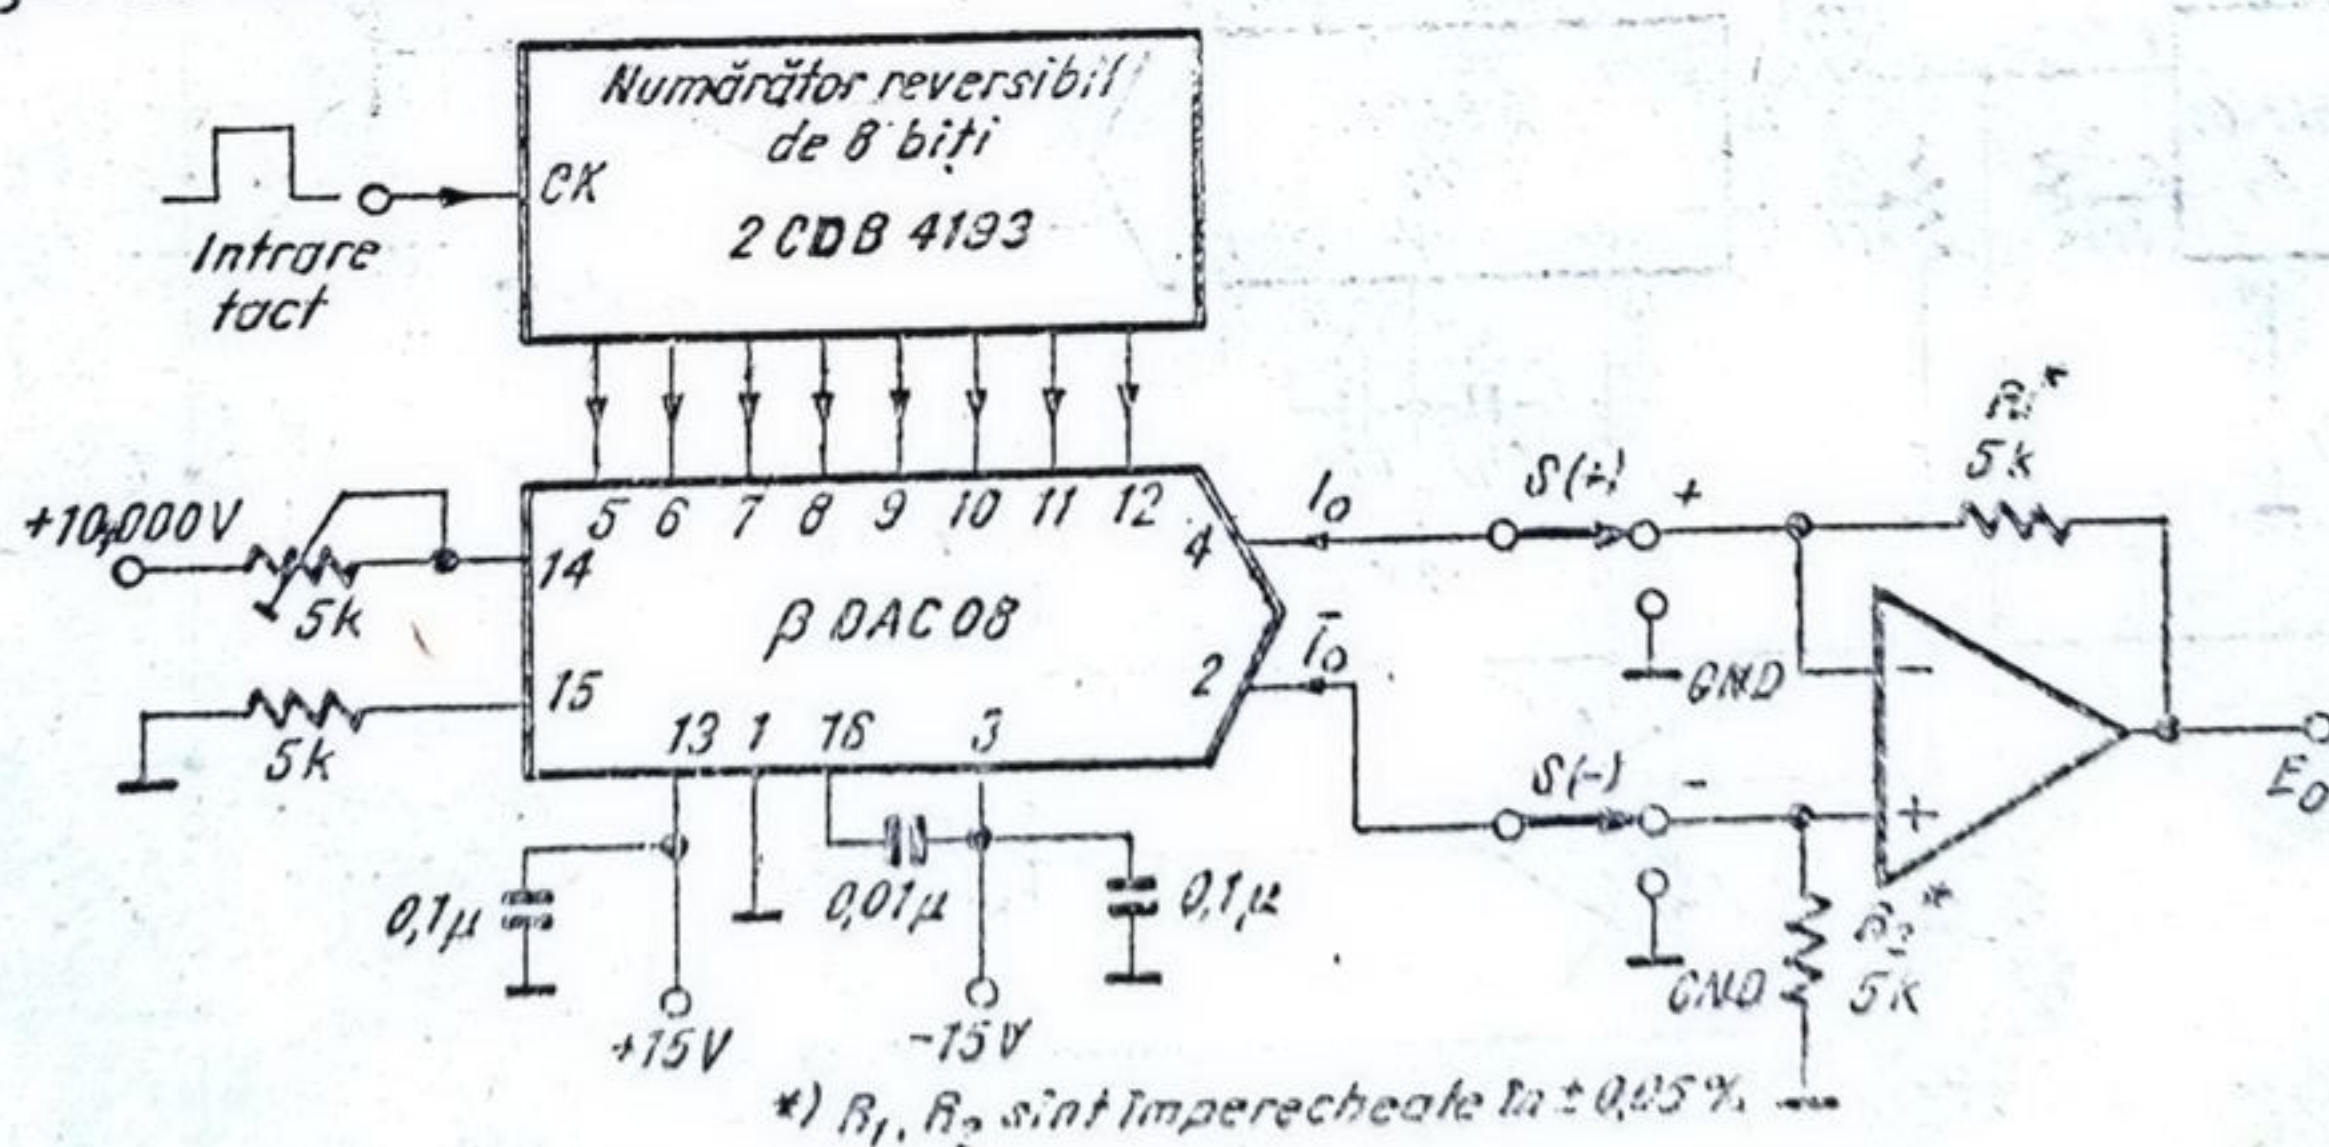 Numărător reversibil
de 8 biți
2 CDB 4193
CK
Intrare
tact
+10,000V
5k
14
5 6 7 8 9 10 11 12
4
β DAC 08
15
5k
2
13 1 16 3
I₀
S(+)
+
R₁*
5k
GND
Ī₀
S(-)
-
−
+
E₀
GND
R₂*
5k
0,1μ
0,01μ
0,1μ
+15V
-15V
*) R₁, R₂ sînt împerecheate la ± 0,05%.